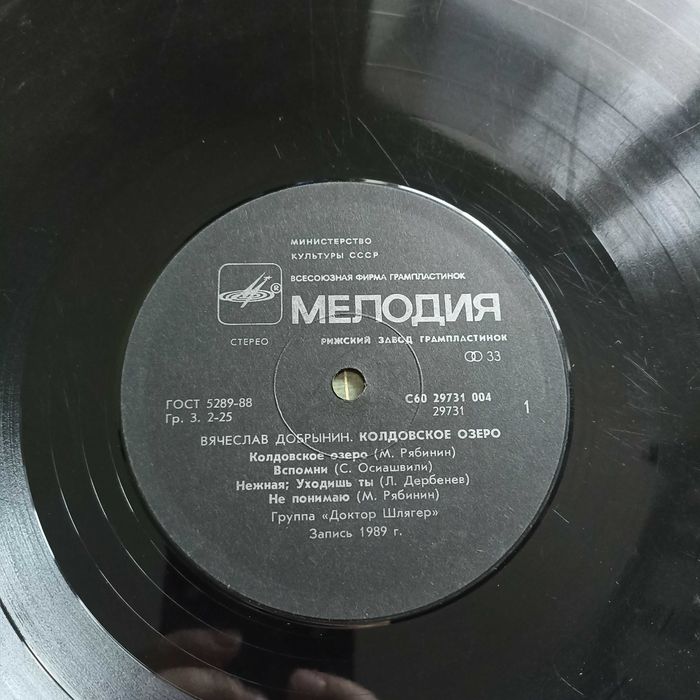 МИНИСТЕРСТВО
КУЛЬТУРЫ СССР
ВСЕСОЮЗНАЯ ФИРМА ГРАМПЛАСТИНОК
®
МЕЛОДИЯ
СТЕРЕО
РИЖСКИЙ ЗАВОД ГРАМПЛАСТИНОК
33
ГОСТ 5289-88
Гр. 3. 2-25
С60 29731 004
29731
1
ВЯЧЕСЛАВ ДОБРЫНИН. КОЛДОВСКОЕ ОЗЕРО
Колдовское озеро (М. Рябинин)
Вспомни (С. Осиашвили)
Нежная; Уходишь ты (Л. Дербенев)
Не понимаю (М. Рябинин)
Группа «Доктор Шлягер»
Запись 1989 г.